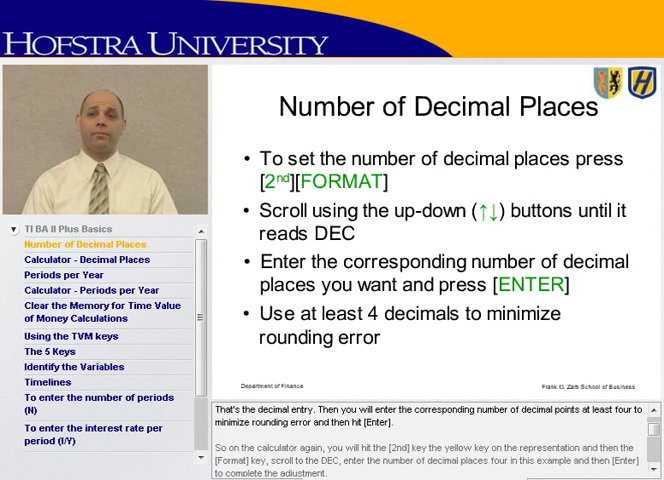 HOFSTRA UNIVERSITY
Number of Decimal Places
• To set the number of decimal places press
[2nd][FORMAT]
• Scroll using the up-down (↑↓) buttons until it
reads DEC
• Enter the corresponding number of decimal
places you want and press [ENTER]
• Use at least 4 decimals to minimize
rounding error
Department of Finance
Frank G. Zarb School of Business
TI BA II Plus Basics
Number of Decimal Places
Calculator - Decimal Places
Periods per Year
Calculator - Periods per Year
Clear the Memory for Time Value
of Money Calculations
Using the TVM keys
The 5 Keys
Identify the Variables
Timelines
To enter the number of periods
(N)
To enter the interest rate per
period (I/Y)
That's the decimal entry. Then you will enter the corresponding number of decimal points at least four to
minimize rounding error and then hit [Enter].
So on the calculator again, you will hit the [2nd] key the yellow key on the representation and then the
[Format] key, scroll to the DEC, enter the number of decimal places four in this example and then [Enter]
to complete the adjustment.